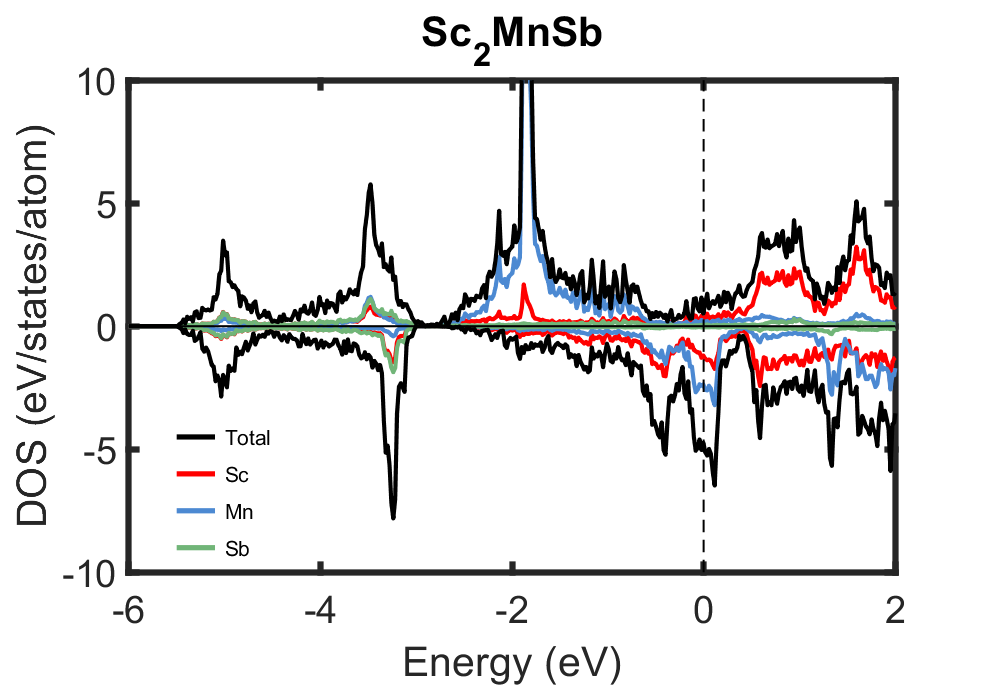 Sc₂MnSb
10
5
0
-5
-10
DOS (eV/states/atom)
Total
Sc
Mn
Sb
-6 -4 -2 0 2
Energy (eV)